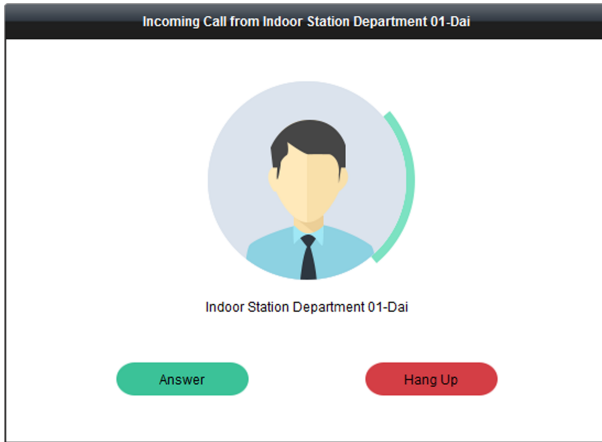 Incoming Call from Indoor Station Department 01-Dai
Indoor Station Department 01-Dai
Answer
Hang Up